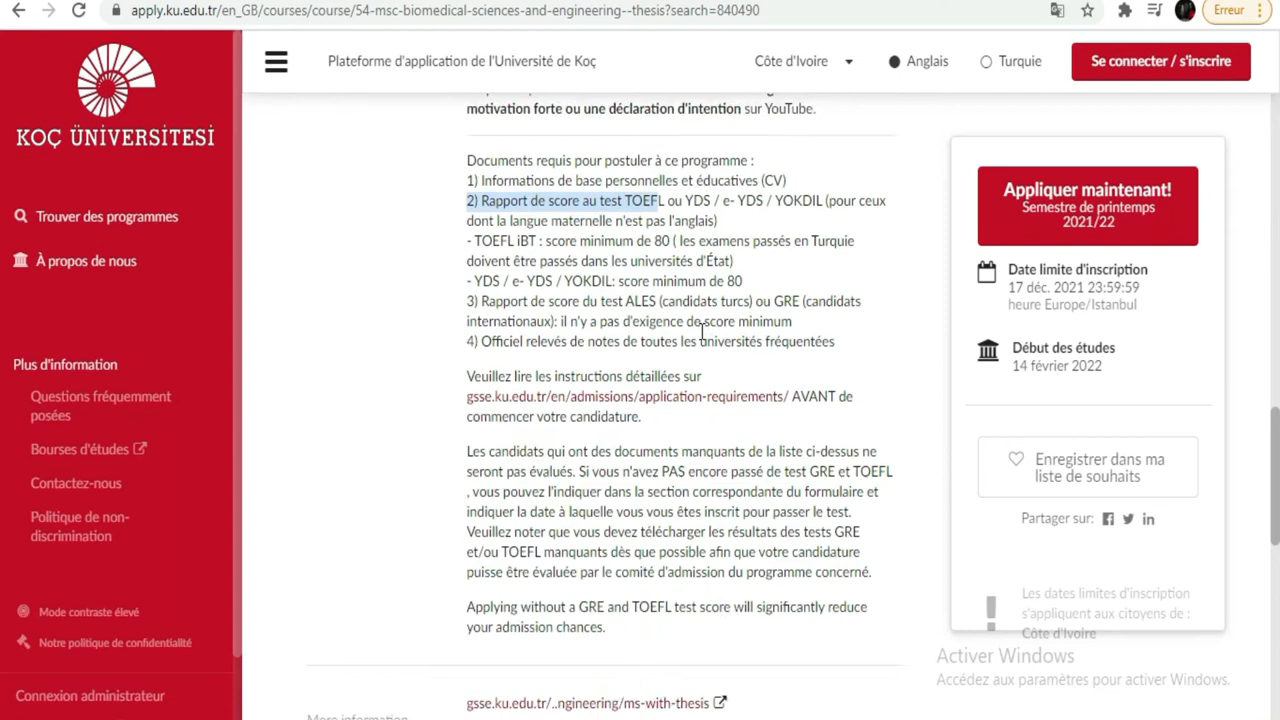 apply.ku.edu.tr/en_GB/courses/course/54-msc-biomedical-sciences-and-engineering--thesis?search=840490
Erreur
KOÇ ÜNİVERSİTESİ
Trouver des programmes
À propos de nous
Plus d'information
Questions fréquemment
posées
Bourses d'études
Contactez-nous
Politique de non-
discrimination
Mode contraste élevé
Notre politique de confidentialité
Connexion administrateur
Plateforme d'application de l'Université de Koç
Côte d'Ivoire
Anglais
Turquie
Se connecter / s'inscrire
motivation forte ou une déclaration d'intention sur YouTube.
Documents requis pour postuler à ce programme :
1) Informations de base personnelles et éducatives (CV)
2) Rapport de score au test TOEFL ou YDS / e- YDS / YOKDIL (pour ceux
dont la langue maternelle n'est pas l'anglais)
- TOEFL iBT : score minimum de 80 ( les examens passés en Turquie
doivent être passés dans les universités d'État)
- YDS / e- YDS / YOKDIL: score minimum de 80
3) Rapport de score du test ALES (candidats turcs) ou GRE (candidats
internationaux): il n'y a pas d'exigence de score minimum
4) Officiel relevés de notes de toutes les universités fréquentées
Veuillez lire les instructions détaillées sur
gsse.ku.edu.tr/en/admissions/application-requirements/ AVANT de
commencer votre candidature.
Les candidats qui ont des documents manquants de la liste ci-dessus ne
seront pas évalués. Si vous n'avez PAS encore passé de test GRE et TOEFL
, vous pouvez l'indiquer dans la section correspondante du formulaire et
indiquer la date à laquelle vous vous êtes inscrit pour passer le test.
Veuillez noter que vous devez télécharger les résultats des tests GRE
et/ou TOEFL manquants dès que possible afin que votre candidature
puisse être évaluée par le comité d'admission du programme concerné.
Applying without a GRE and TOEFL test score will significantly reduce
your admission chances.
More information
gsse.ku.edu.tr/..ngineering/ms-with-thesis
Appliquer maintenant!
Semestre de printemps
2021/22
Date limite d'inscription
17 déc. 2021 23:59:59
heure Europe/Istanbul
Début des études
14 février 2022
Enregistrer dans ma
liste de souhaits
Partager sur:
Les dates limites d'inscription
s'appliquent aux citoyens de :
Côte d'Ivoire
Activer Windows
Accédez aux paramètres pour activer Windows.